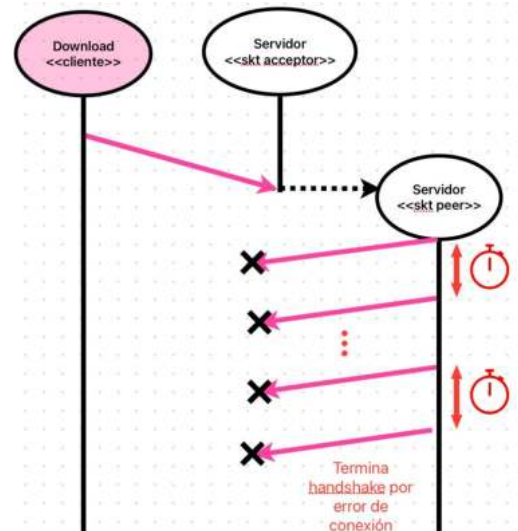 Download
<<cliente>>
Servidor
<<skt acceptor>>
Servidor
<<skt peer>>
Termina
handshake por
error de
conexión